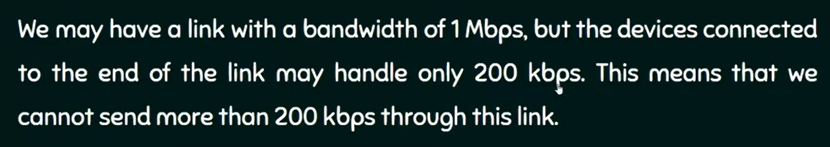 We may have a link with a bandwidth of 1 Mbps, but the devices connected
to the end of the link may handle only 200 kbps. This means that we
cannot send more than 200 kbps through this link.